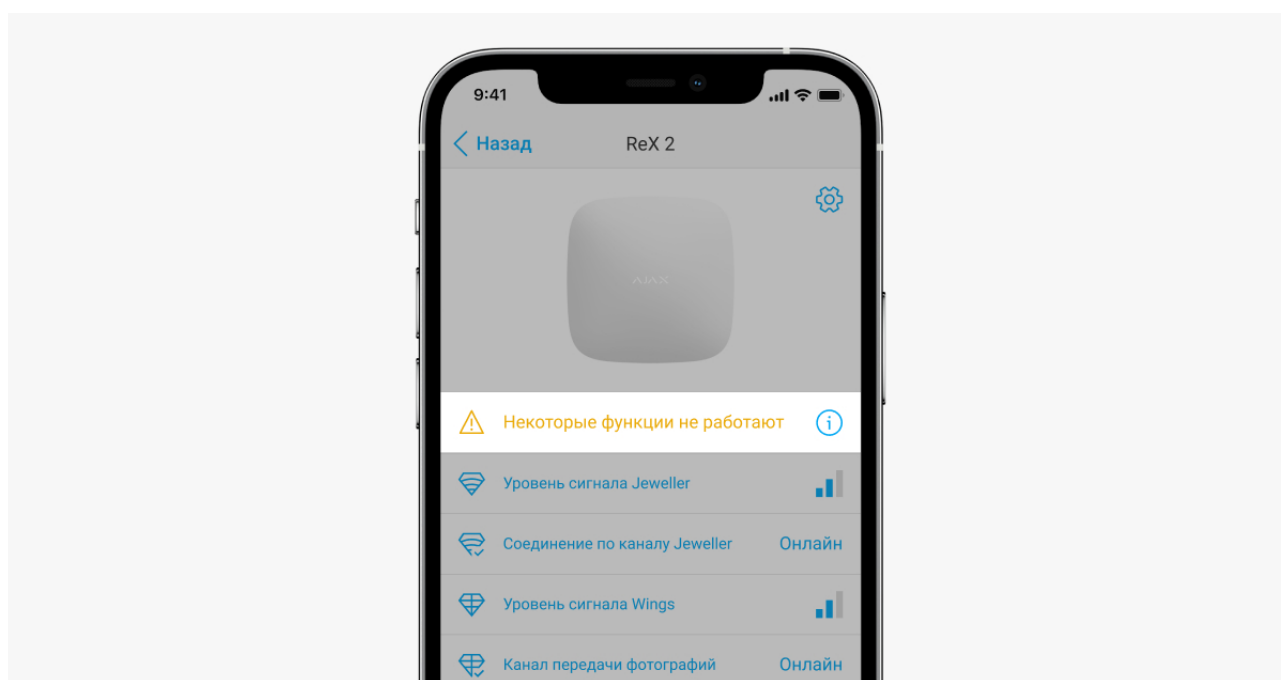 9:41
Назад
ReX 2
AJAX
Некоторые функции не работают
Уровень сигнала Jeweller
Соединение по каналу Jeweller Онлайн
Уровень сигнала Wings
Канал передачи фотографий Онлайн